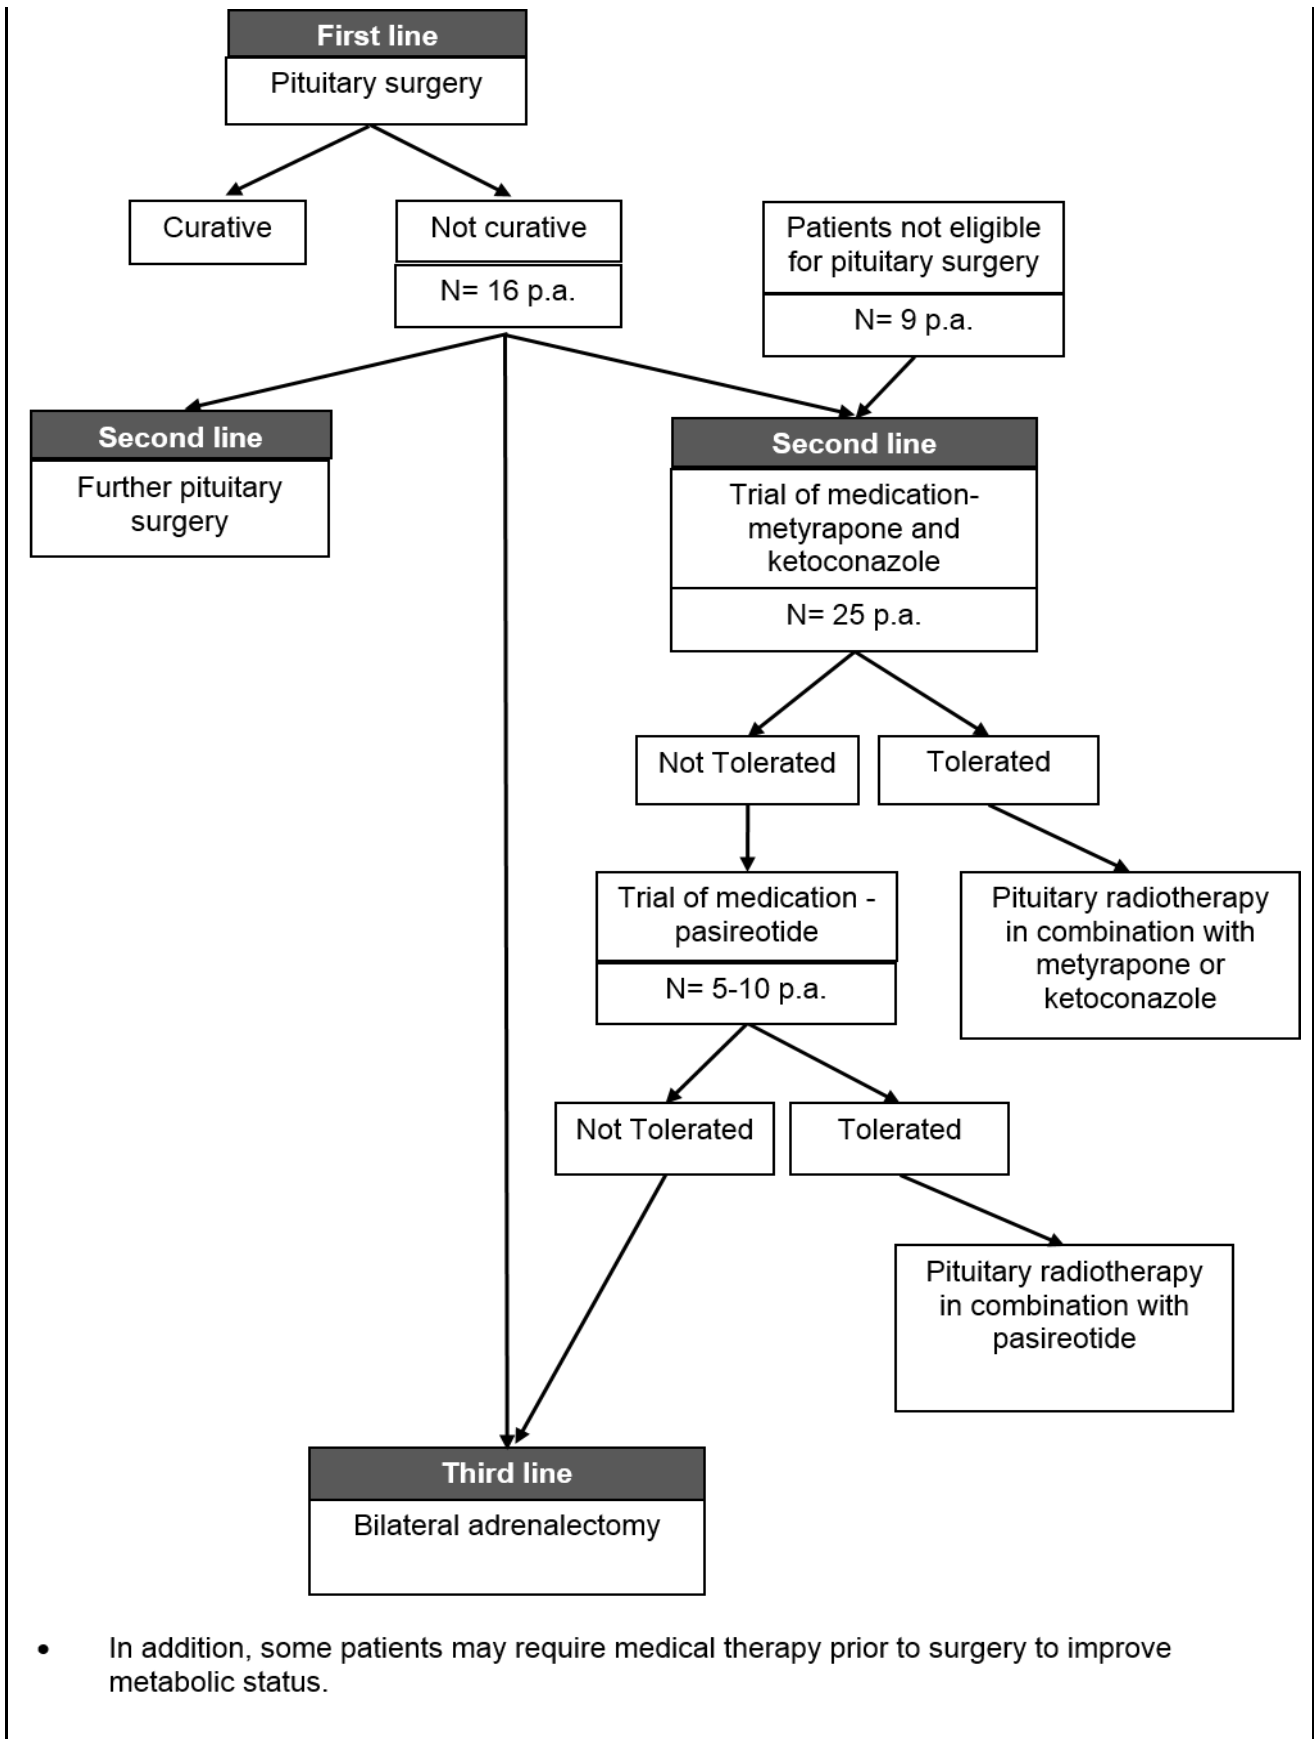 First line
Pituitary surgery
Curative
Not curative
N= 16 p.a.
Patients not eligible
for pituitary surgery
N= 9 p.a.
Second line
Further pituitary
surgery
Second line
Trial of medication-
metyrapone and
ketoconazole
N= 25 p.a.
Not Tolerated
Tolerated
Trial of medication -
pasireotide
N= 5-10 p.a.
Pituitary radiotherapy
in combination with
metyrapone or
ketoconazole
Not Tolerated
Tolerated
Pituitary radiotherapy
in combination with
pasireotide
Third line
Bilateral adrenalectomy
• In addition, some patients may require medical therapy prior to surgery to improve
metabolic status.